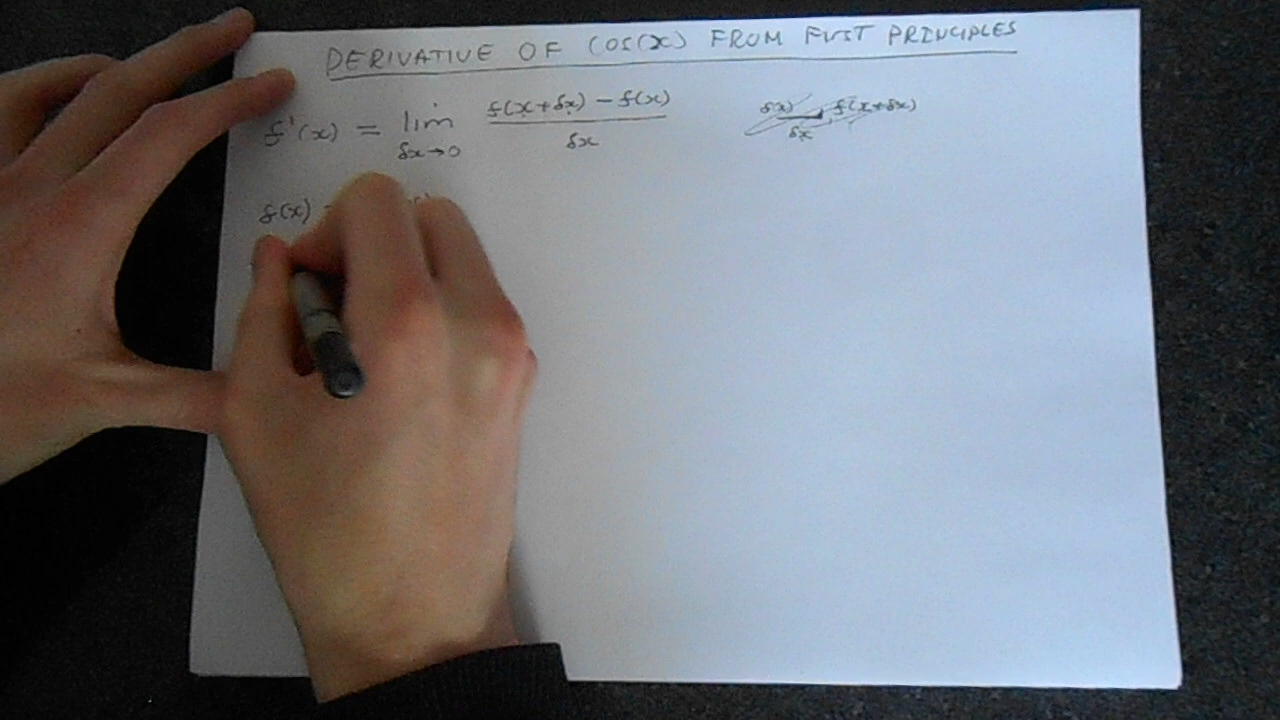 DERIVATIVE OF COS(x) FROM FIRST PRINCIPLES
f'(x) = lim δx→0 f(x+δx) - f(x) / δx
f(x) f(x+δx)
δx
f(x) =